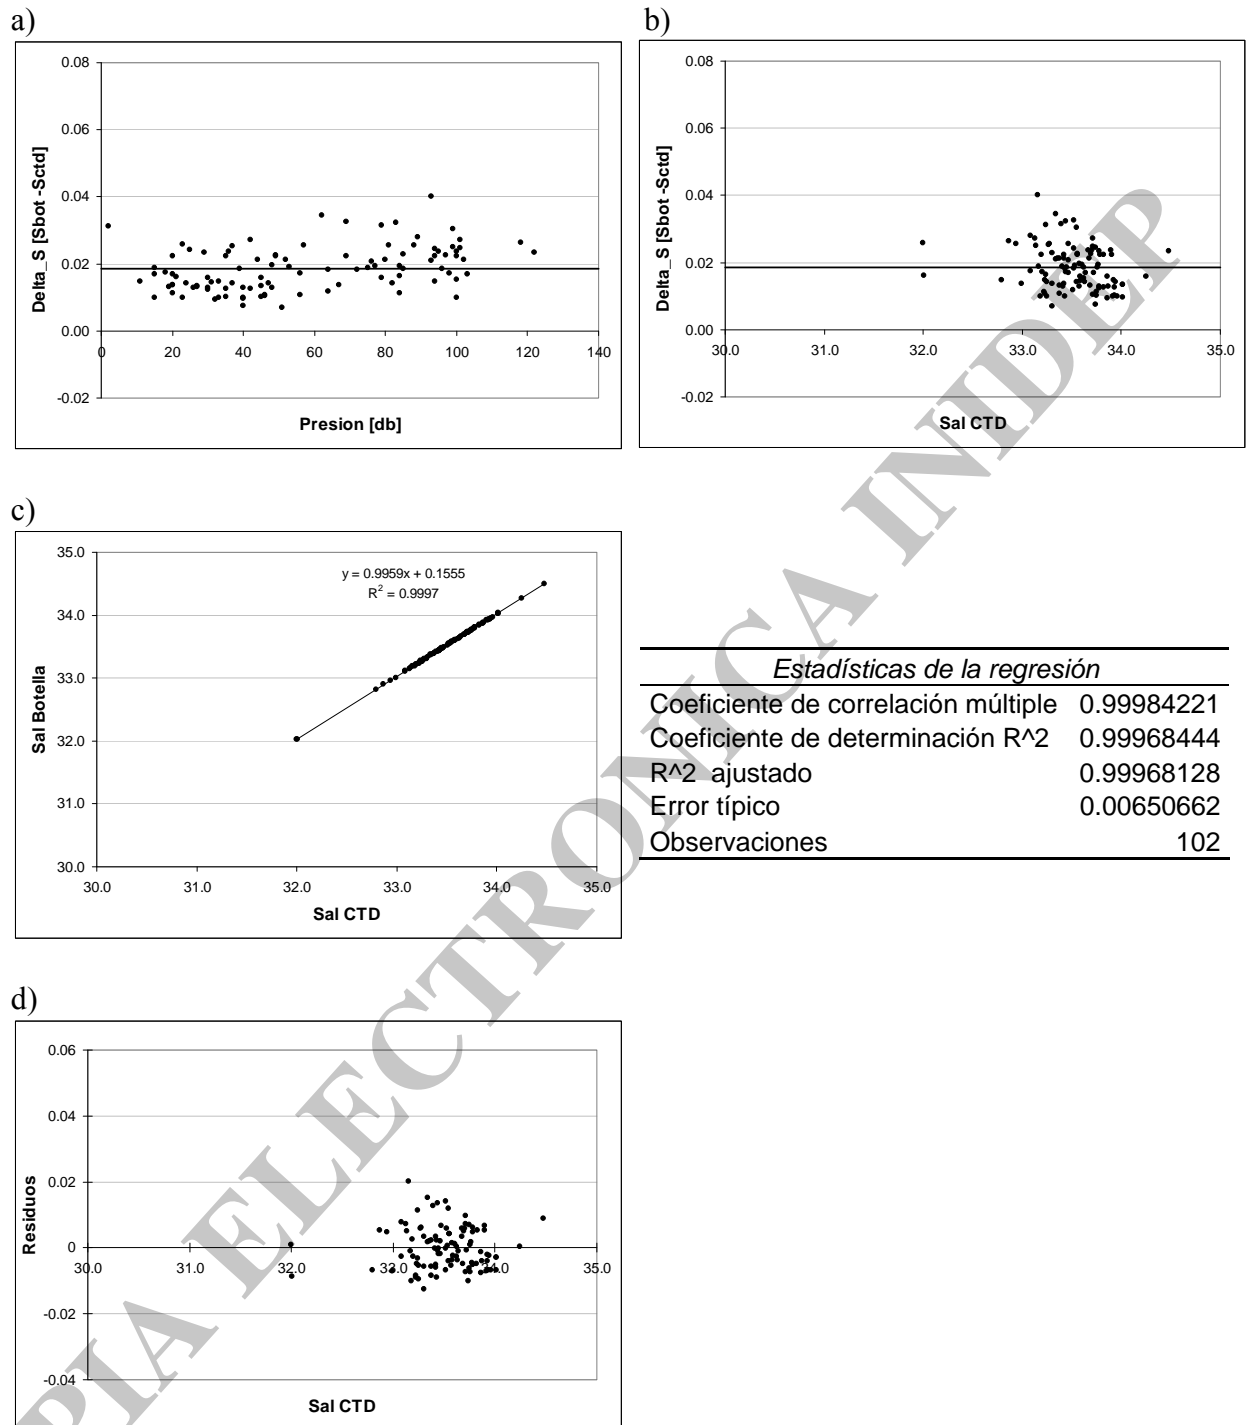 a)
0.08
0.06
0.04
0.02
0.00
-0.02
0 20 40 60 80 100 120 140
Delta_S [Sbot -Sctd]
Presion [db]
b)
0.08
0.06
0.04
0.02
0.00
-0.02
30.0 31.0 32.0 33.0 34.0 35.0
Delta_S [Sbot -Sctd]
Sal CTD
c)
35.0
34.0
33.0
32.0
31.0
30.0
30.0 31.0 32.0 33.0 34.0 35.0
y = 0.9959x + 0.1555
R² = 0.9997
Sal Botella
Sal CTD
Estadísticas de la regresión
Coeficiente de correlación múltiple 0.99984221
Coeficiente de determinación R^2 0.99968444
R^2 ajustado 0.99968128
Error típico 0.00650662
Observaciones 102
d)
0.06
0.04
0.02
0
-0.02
-0.04
30.0 31.0 32.0 33.0 34.0 35.0
Residuos
Sal CTD
PIA ELECTRONICA INIDEP